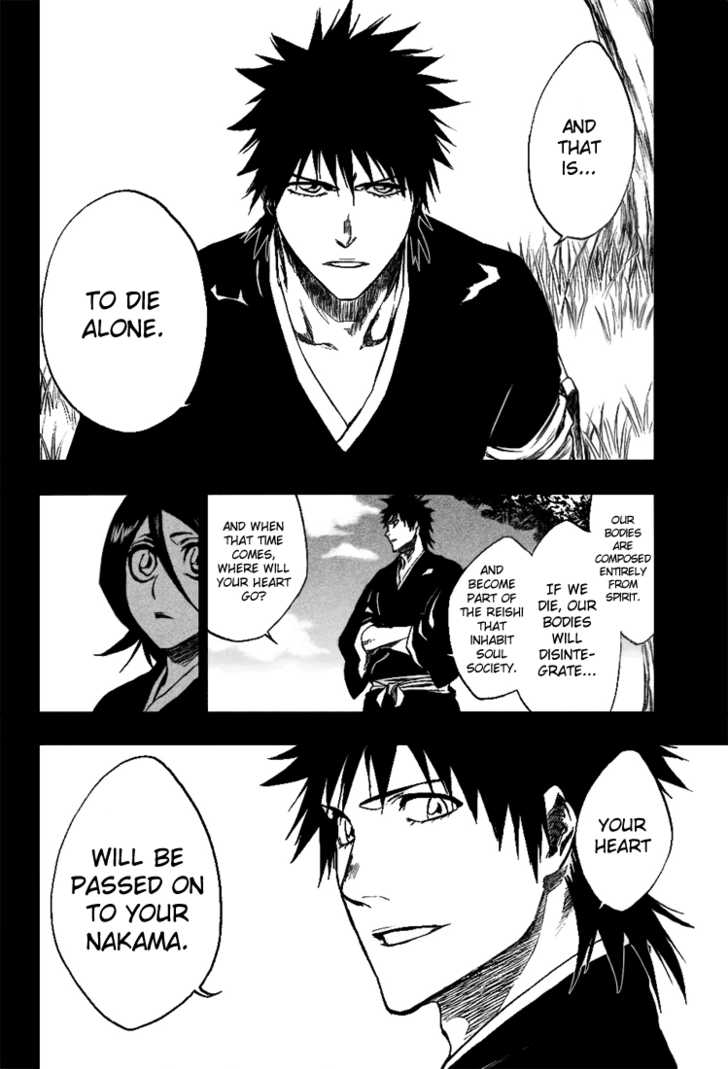 AND
THAT
IS...
TO DIE
ALONE.
OUR
BODIES
ARE
COMPOSED
ENTIRELY
FROM
SPIRIT.
IF WE
DIE, OUR
BODIES
WILL
DISINTE-
GRATE...
AND
BECOME
PART OF
THE REISHI
THAT
INHABIT
SOUL
SOCIETY.
AND WHEN
THAT TIME
COMES,
WHERE WILL
YOUR HEART
GO?
YOUR
HEART
WILL BE
PASSED ON
TO YOUR
NAKAMA.